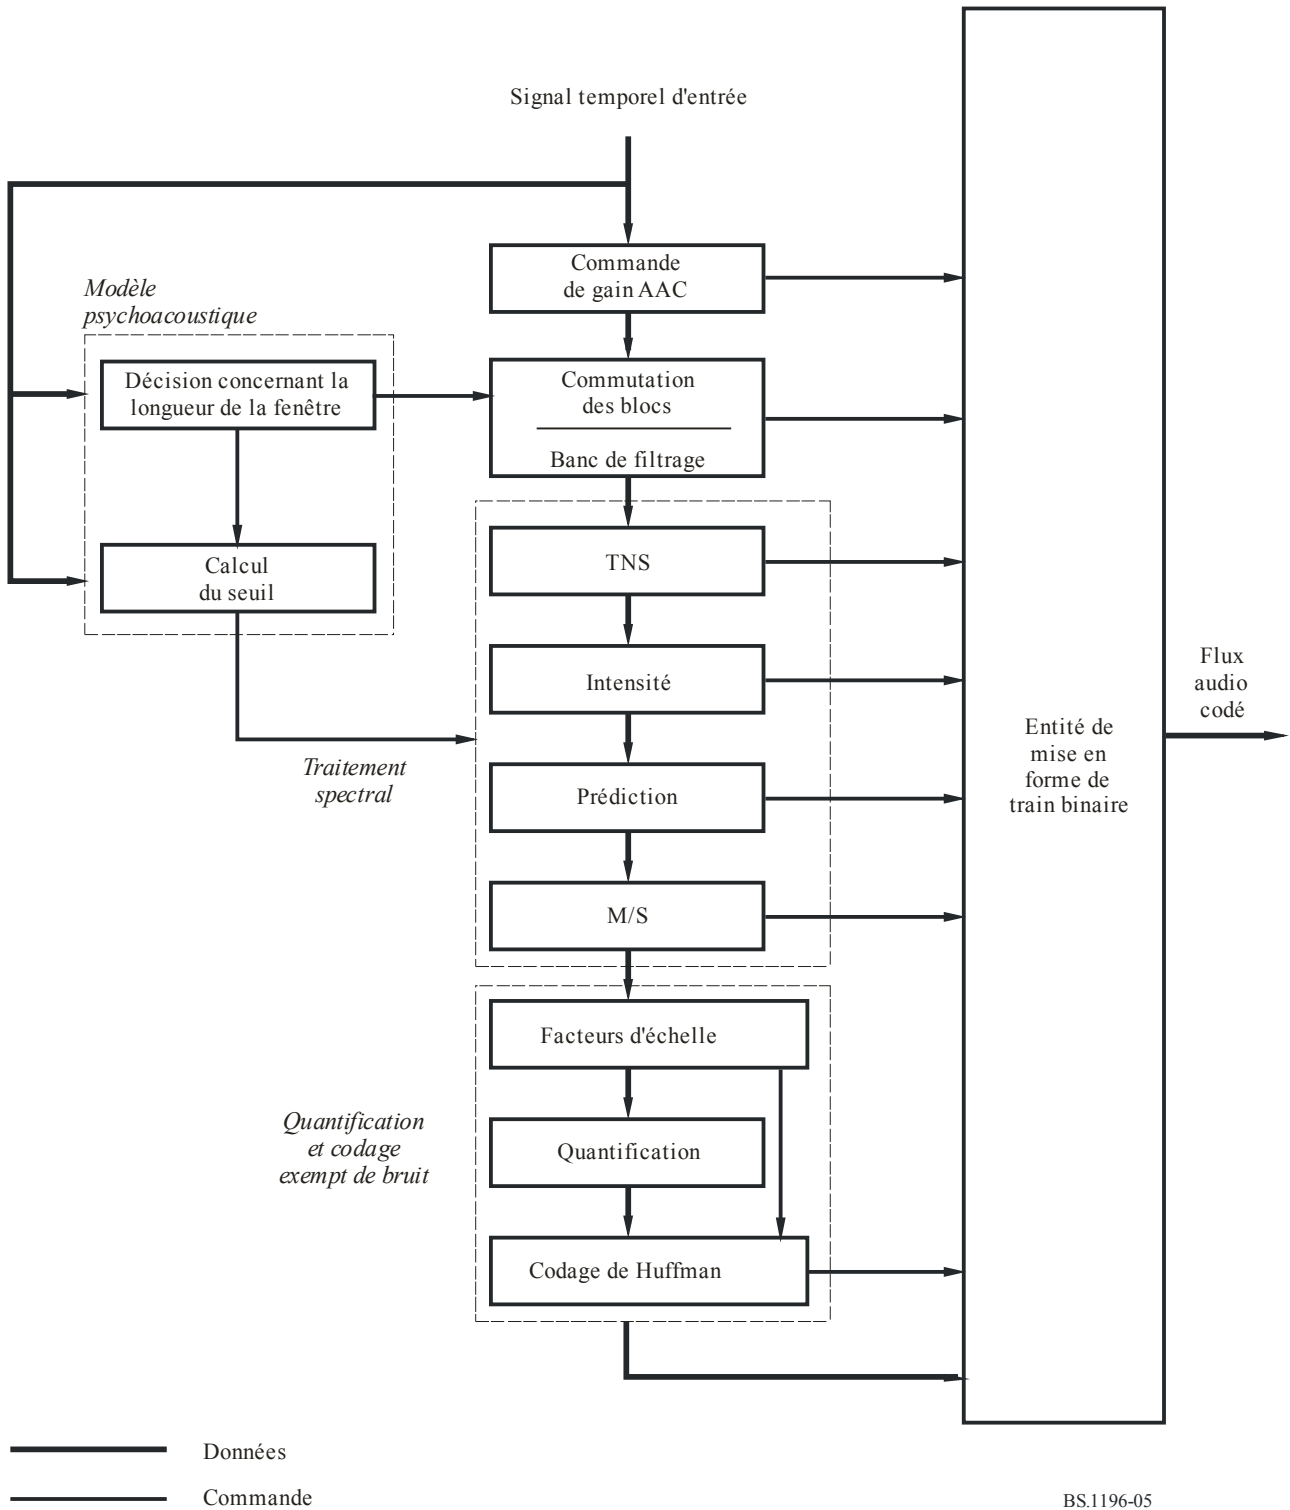 Signal temporel d'entrée
Commande
de gain AAC
Modèle
psychoacoustique
Décision concernant la
longueur de la fenêtre
Commutation
des blocs
Banc de filtrage
Calcul
du seuil
TNS
Intensité
Traitement
spectral
Prédiction
M/S
Flux
audio
codé
Entité de
mise en
forme de
train binaire
Facteurs d'échelle
Quantification
et codage
exempt de bruit
Quantification
Codage de Huffman
Données
Commande
BS.1196-05